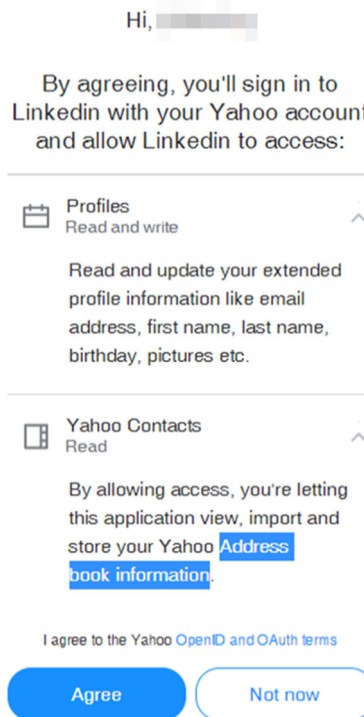 Hi,
By agreeing, you'll sign in to
Linkedin with your Yahoo account
and allow Linkedin to access:
Profiles
Read and write
Read and update your extended
profile information like email
address, first name, last name,
birthday, pictures etc.
Yahoo Contacts
Read
By allowing access, you're letting
this application view, import and
store your Yahoo Address
book information.
I agree to the Yahoo OpenID and OAuth terms
Agree
Not now